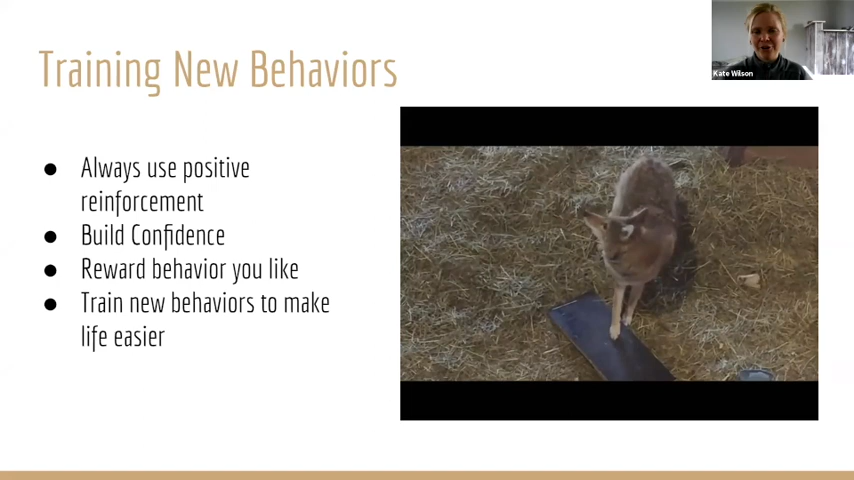 Training New Behaviors
Kate Wilson
● Always use positive
reinforcement
● Build Confidence
● Reward behavior you like
● Train new behaviors to make
life easier